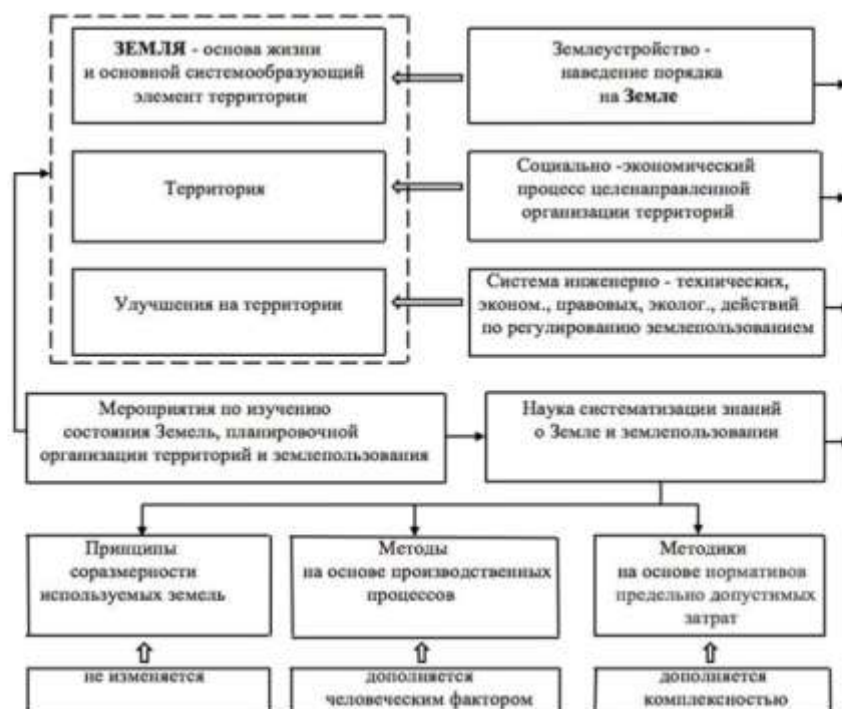 ЗЕМЛЯ - основа жизни
и основной системообразующий
элемент территории
Землеустройство -
наведение порядка
на Земле
Территория
Социально -экономический
процесс целенаправленной
организации территорий
Улучшения на территории
Система инженерно - технических,
эконом., правовых, эколог., действий
по регулированию землепользованием
Мероприятия по изучению
состояния Земель, планировочной
организации территорий и землепользования
Наука систематизации знаний
о Земле и землепользовании
Принципы
соразмерности
используемых земель
Методы
на основе производственных
процессов
Методики
на основе нормативов
предельно допустимых
затрат
не изменяется
дополняется
человеческим фактором
дополняется
комплексностью